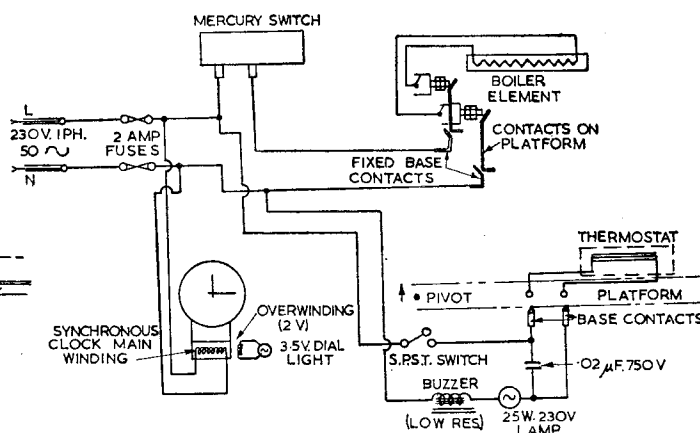 MERCURY SWITCH
L
230V. 1PH.
50 ~
N
2 AMP
FUSES
BOILER
ELEMENT
CONTACTS ON
PLATFORM
FIXED BASE
CONTACTS
THERMOSTAT
PIVOT
PLATFORM
BASE CONTACTS
OVERWINDING
(2 V)
SYNCHRONOUS
CLOCK MAIN
WINDING
3·5V. DIAL
LIGHT
S.P.S.T. SWITCH
·02 µF. 750 V
BUZZER
(LOW RES)
25W. 230V
LAMP